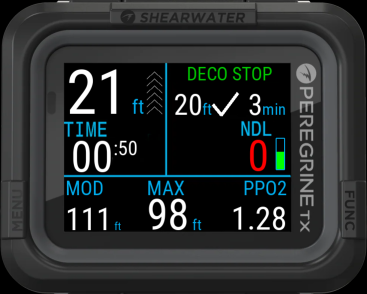 SHEARWATER
21 ft
DECO STOP
20ft 3min
TIME
NDL
00:50
0
MOD MAX PPO2
111 ft 98 ft 1.28
MENU
FUNC
PEREGRINE TX